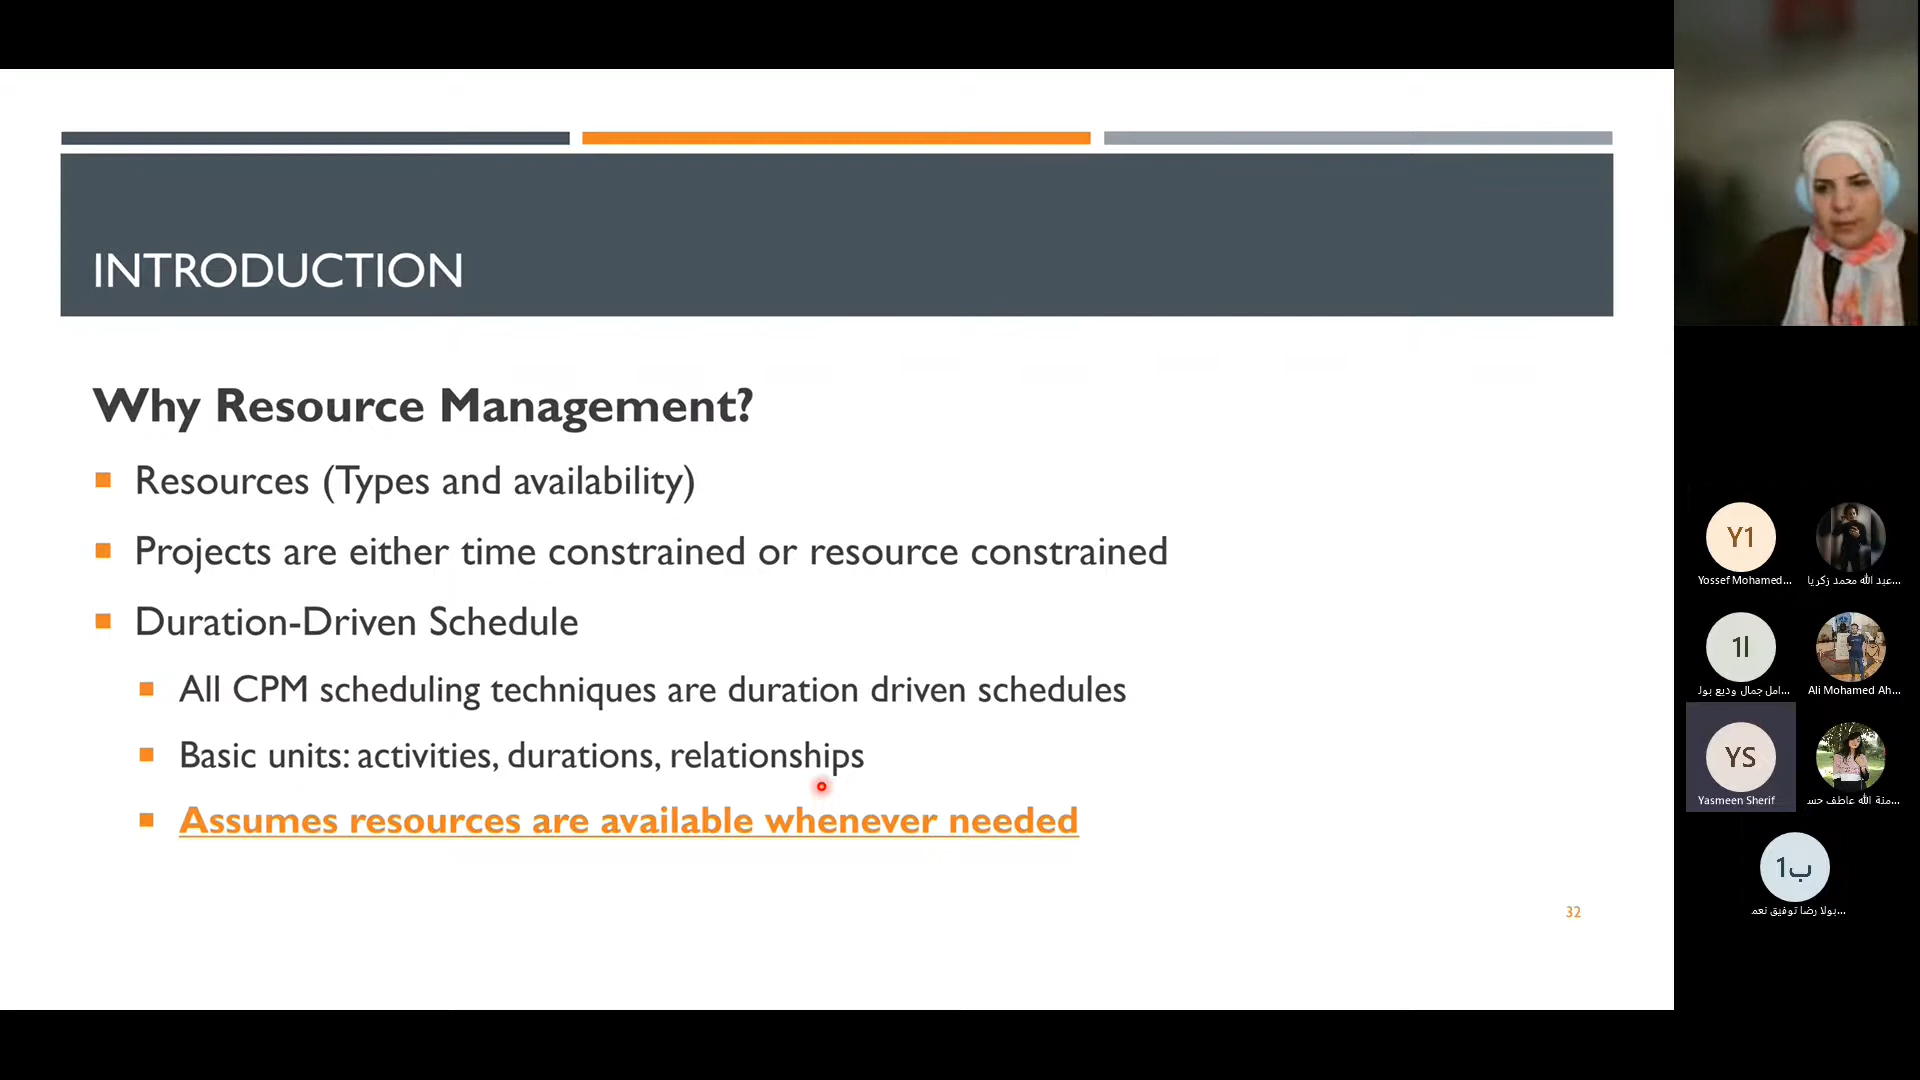 INTRODUCTION
Why Resource Management?
Resources (Types and availability)
Projects are either time constrained or resource constrained
Duration-Driven Schedule
All CPM scheduling techniques are duration driven schedules
Basic units: activities, durations, relationships
Assumes resources are available whenever needed
32
Y1
Yossef Mohamed...
عبد الله محمد زكريا...
1ا
امل جمال وديع بول...
Ali Mohamed Ah...
YS
Yasmeen Sherif
منة الله عاطف حس...
ب1
بولا رضا توفيق نعم...